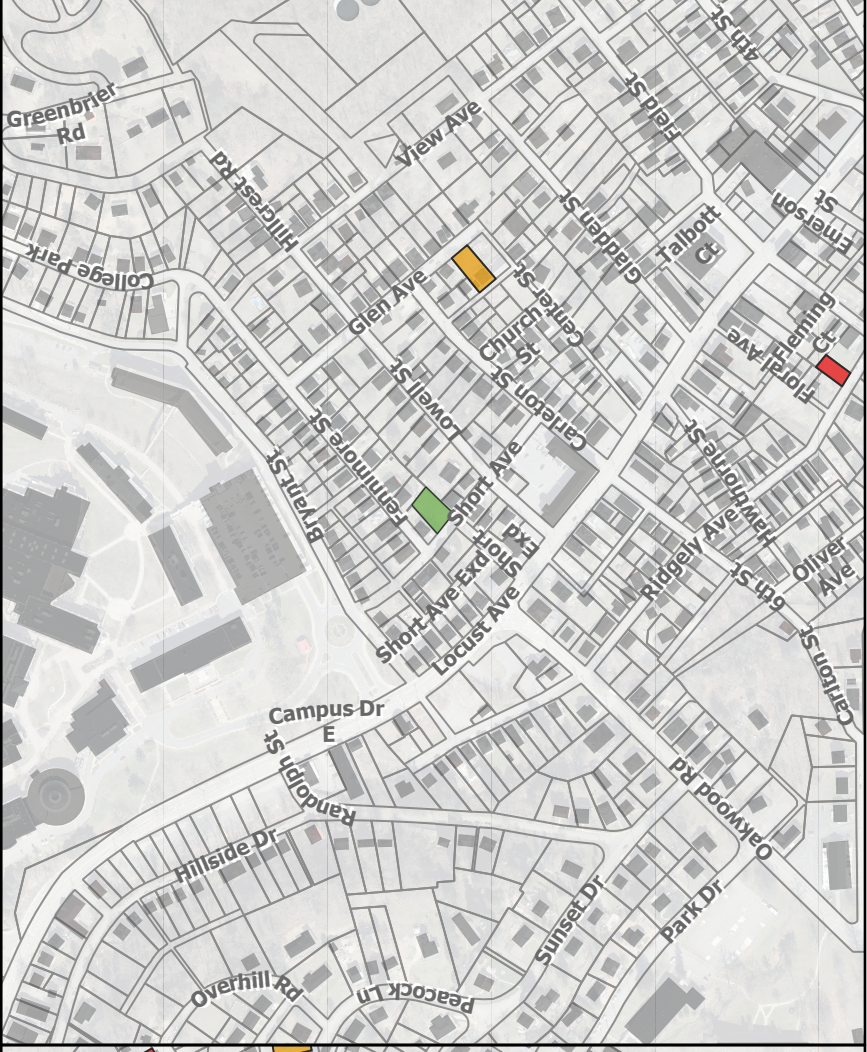 4th St
Field St
Greenbrier
Rd
View Ave
Hillcrest Rd
Gladden St
Talbott
Ct
Emerson
St
College Park
Glen Ave
Center St
Church
St
Fleming
Ct
Floral Ave
Lowell St
Carleton St
Fenimore St
Bryant St
Short Ave
Hawthorne St
Short
Exd
Short Ave Exd
Ridgely Ave
6th St
Oliver
Ave
Locust Ave
Carlton St
Campus Dr
E
Randolph St
Oakwood Rd
Hillside Dr
Sunset Dr
Park Dr
Overhill Rd
Peacock Ln